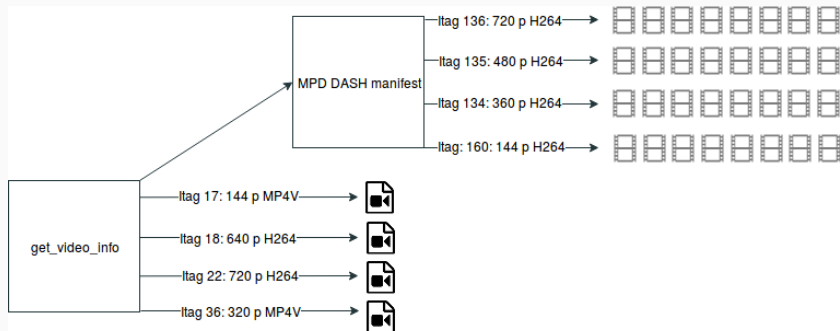 Itag 136: 720 p H264
Itag 135: 480 p H264
MPD DASH manifest
Itag 134: 360 p H264
Itag: 160: 144 p H264
Itag 17: 144 p MP4V
Itag 18: 640 p H264
get_video_info
Itag 22: 720 p H264
Itag 36: 320 p MP4V